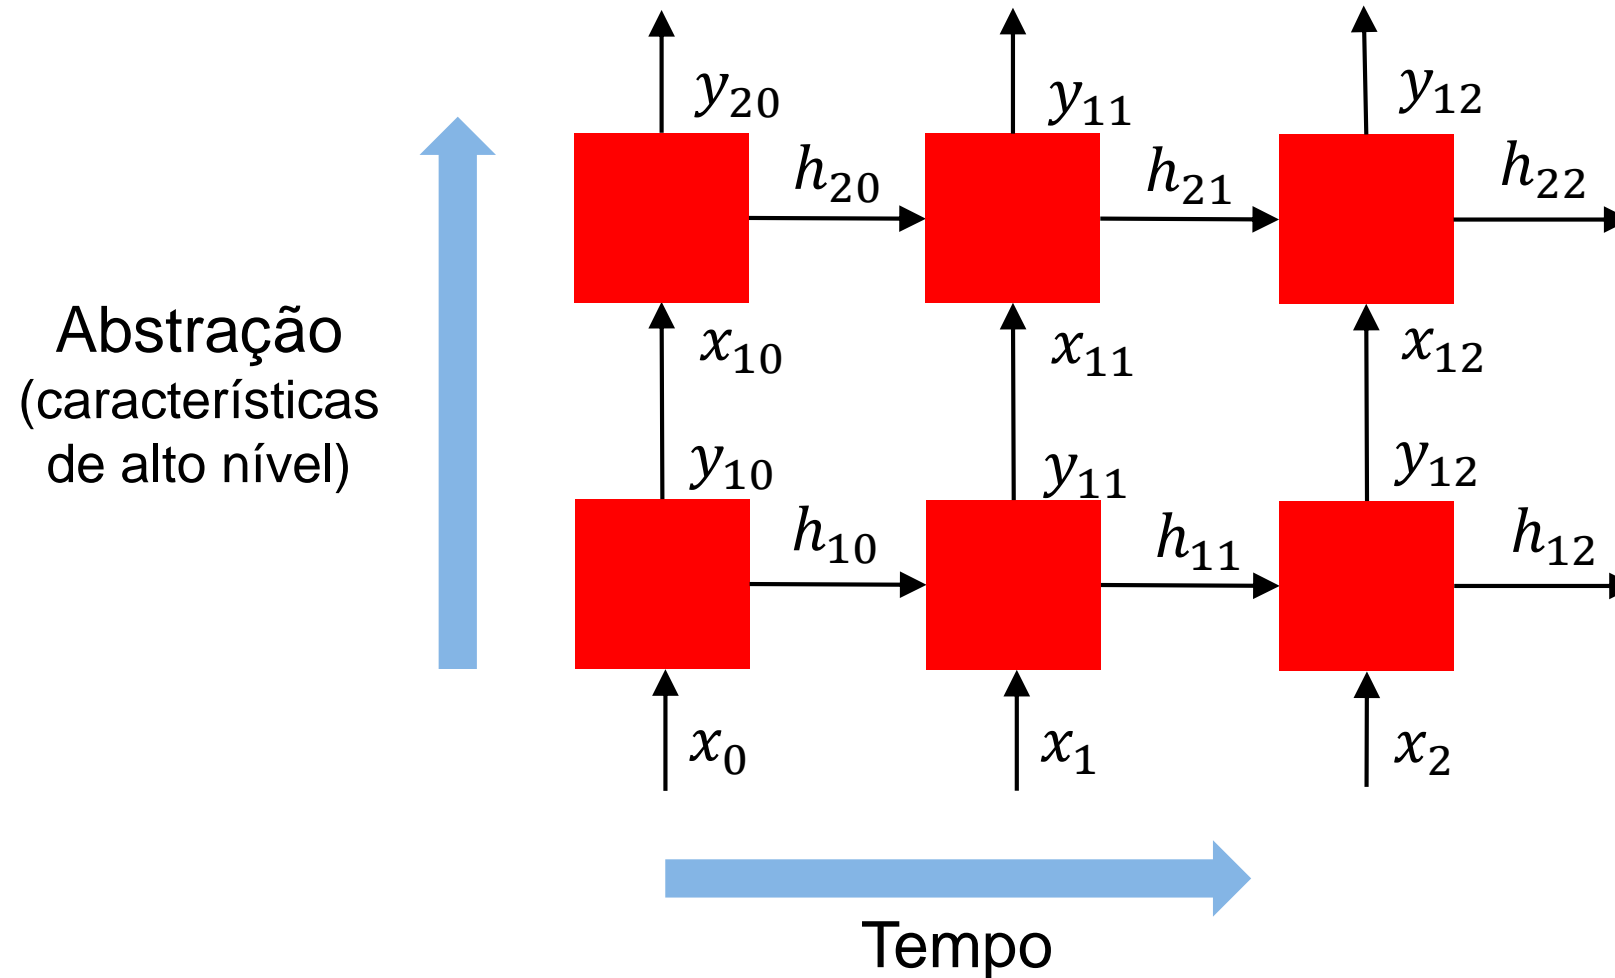 y₂₀ y₁₁ y₁₂
h₂₀ h₂₁ h₂₂
Abstração
(características
de alto nível)
x₁₀ x₁₁ x₁₂
y₁₀ y₁₁ y₁₂
h₁₀ h₁₁ h₁₂
x₀ x₁ x₂
Tempo